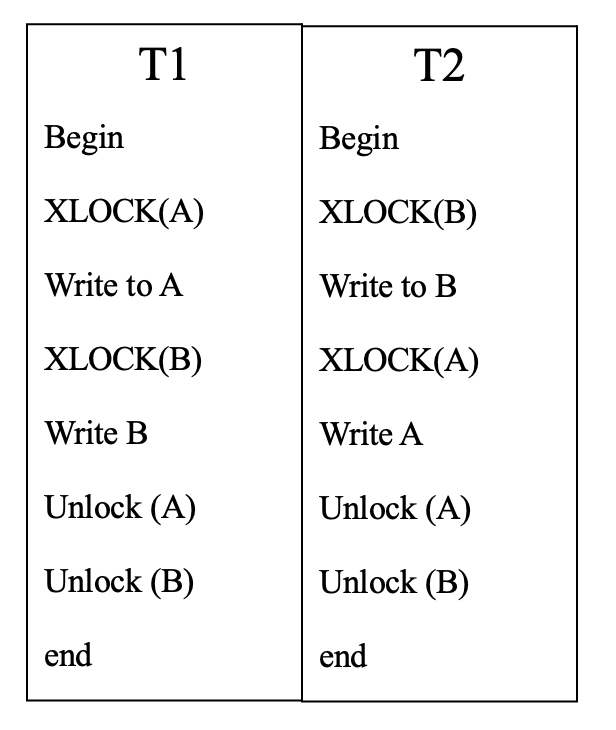 T1
Begin
XLOCK(A)
Write to A
XLOCK(B)
Write B
Unlock (A)
Unlock (B)
end
T2
Begin
XLOCK(B)
Write to B
XLOCK(A)
Write A
Unlock (A)
Unlock (B)
end